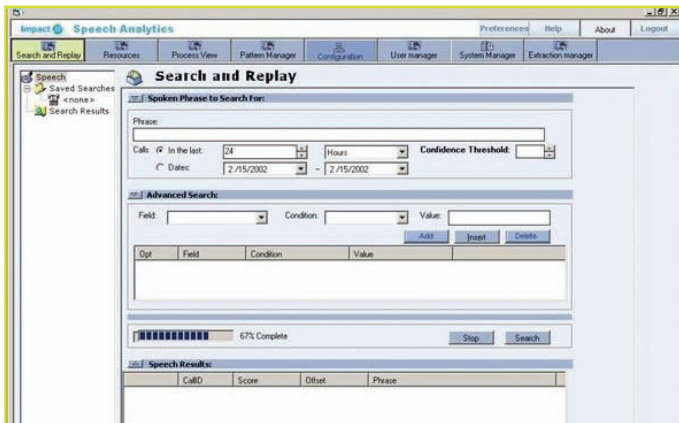 Impact Speech Analytics Preferences Help About Logout
Search and Replay Resources Process View Pattern Manager Configuration User manager System Manager Extraction manager
Speech
Saved Searches
<none>
Search Results
Search and Replay
Spoken Phrase to Search For:
Phrase:
Calls: In the last: 24 Hours Confidence Threshold:
Dates: 2/15/2002 - 2/15/2002
Advanced Search:
Field: Condition: Value:
Add Insert Delete
Opt Field Condition Value
67% Complete Stop Search
Speech Results:
CallID Score Offset Phrase